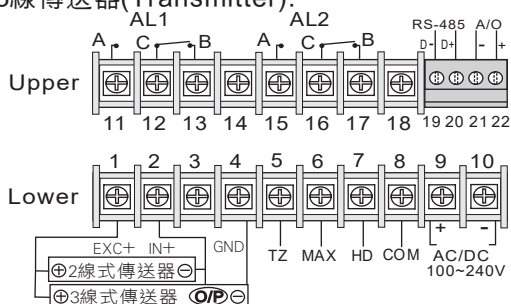 線傳送器(Transmitter):
AL1 AL2 RS-485 A/O
A C B A C B D- D+ - +
Upper
11 12 13 14 15 16 17 18 19 20 21 22
1 2 3 4 5 6 7 8 9 10
Lower
+ -
EXC+ IN+ GND TZ MAX HD COM AC/DC
100~240V
⊕2線式傳送器⊖
⊕3線式傳送器 O/P ⊖